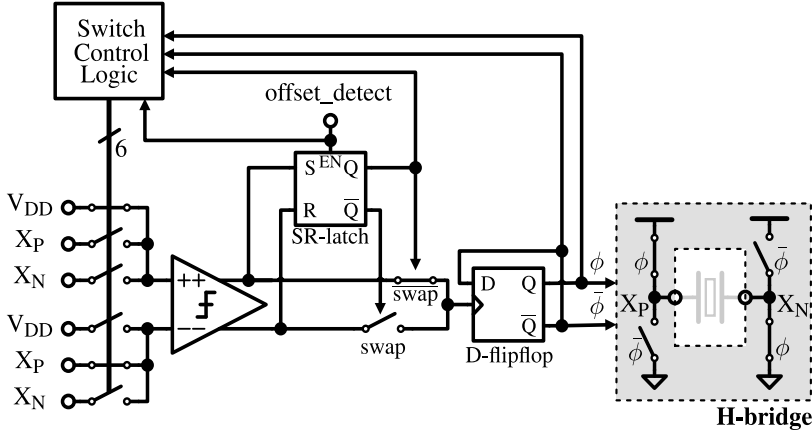 Switch
Control
Logic
6
offset_detect
S EN Q
R Q̅
SR-latch
V_DD
X_P
X_N
V_DD
X_P
X_N
++
−−
s̅w̅a̅p̅
swap
D Q
Q̅
D-flipflop
ϕ
ϕ̅
ϕ
ϕ̅
X_P
X_N
ϕ̅
ϕ
H-bridge